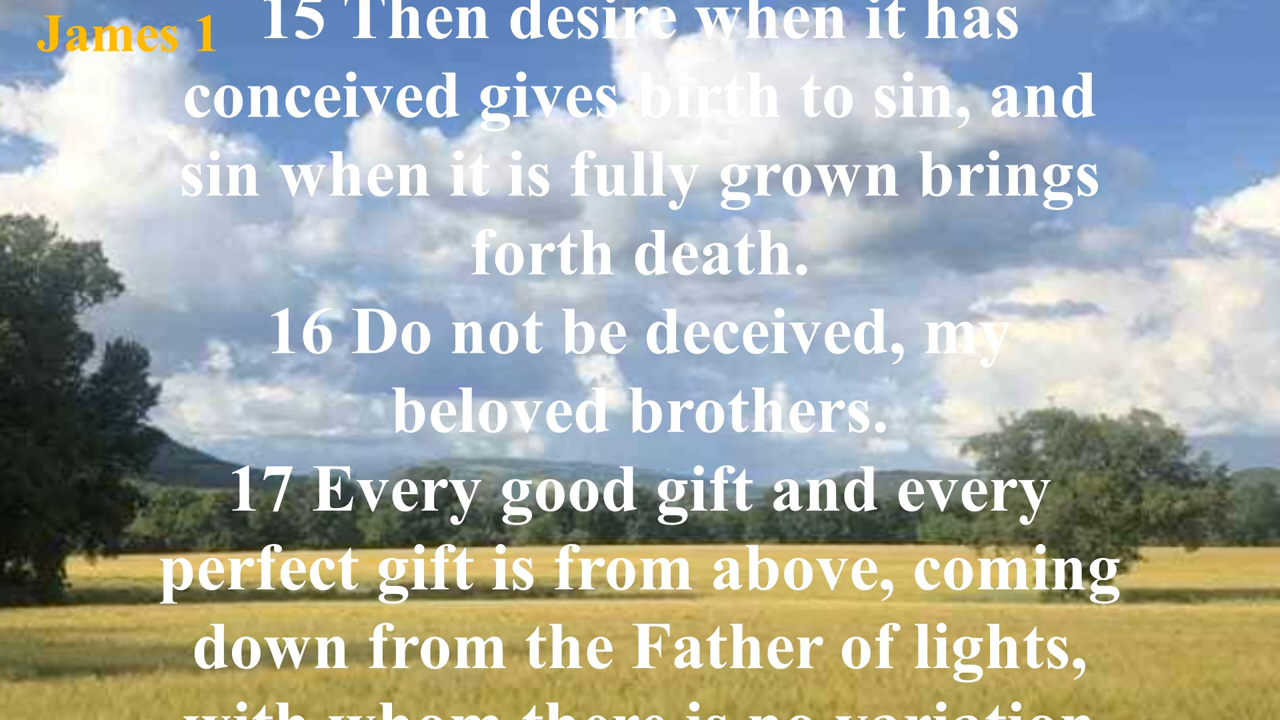 James 1
15 Then desire when it has
conceived gives birth to sin, and
sin when it is fully grown brings
forth death.
16 Do not be deceived, my
beloved brothers.
17 Every good gift and every
perfect gift is from above, coming
down from the Father of lights,
with whom there is no variation